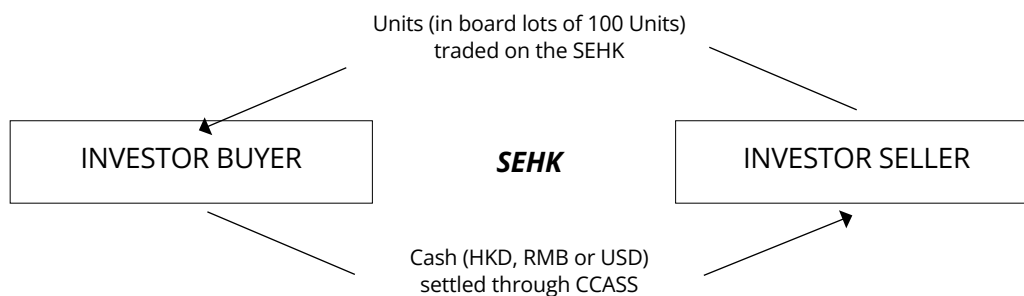 Units (in board lots of 100 Units)
traded on the SEHK
INVESTOR BUYER
SEHK
INVESTOR SELLER
Cash (HKD, RMB or USD)
settled through CCASS